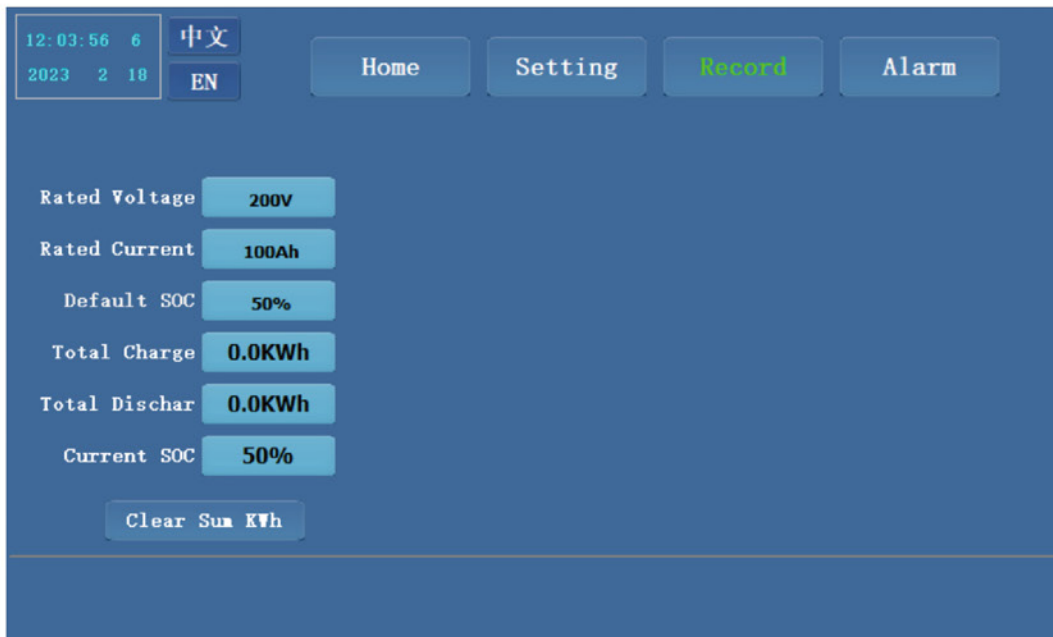 12:03:56 6
2023 2 18
中文
EN
Home
Setting
Record
Alarm
Rated Voltage 200V
Rated Current 100Ah
Default SOC 50%
Total Charge 0.0KWh
Total Dischar 0.0KWh
Current SOC 50%
Clear Sum KWh